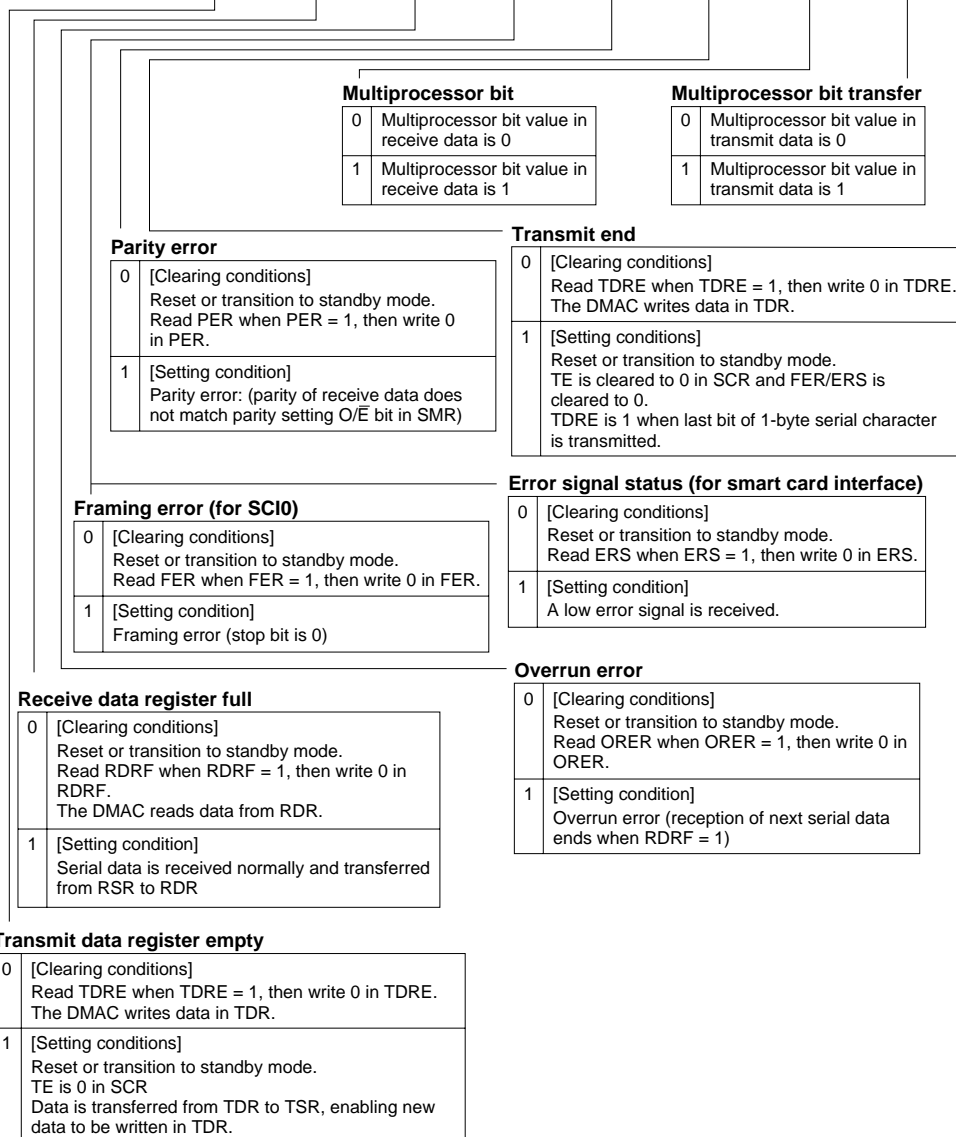 Multiprocessor bit
0 Multiprocessor bit value in
receive data is 0
1 Multiprocessor bit value in
receive data is 1
Multiprocessor bit transfer
0 Multiprocessor bit value in
transmit data is 0
1 Multiprocessor bit value in
transmit data is 1
Parity error
0 [Clearing conditions]
Reset or transition to standby mode.
Read PER when PER = 1, then write 0
in PER.
1 [Setting condition]
Parity error: (parity of receive data does
not match parity setting O/E̅ bit in SMR)
Transmit end
0 [Clearing conditions]
Read TDRE when TDRE = 1, then write 0 in TDRE.
The DMAC writes data in TDR.
1 [Setting conditions]
Reset or transition to standby mode.
TE is cleared to 0 in SCR and FER/ERS is
cleared to 0.
TDRE is 1 when last bit of 1-byte serial character
is transmitted.
Framing error (for SCI0)
0 [Clearing conditions]
Reset or transition to standby mode.
Read FER when FER = 1, then write 0 in FER.
1 [Setting condition]
Framing error (stop bit is 0)
Error signal status (for smart card interface)
0 [Clearing conditions]
Reset or transition to standby mode.
Read ERS when ERS = 1, then write 0 in ERS.
1 [Setting condition]
A low error signal is received.
Receive data register full
0 [Clearing conditions]
Reset or transition to standby mode.
Read RDRF when RDRF = 1, then write 0 in
RDRF.
The DMAC reads data from RDR.
1 [Setting condition]
Serial data is received normally and transferred
from RSR to RDR
Overrun error
0 [Clearing conditions]
Reset or transition to standby mode.
Read ORER when ORER = 1, then write 0 in
ORER.
1 [Setting condition]
Overrun error (reception of next serial data
ends when RDRF = 1)
Transmit data register empty
0 [Clearing conditions]
Read TDRE when TDRE = 1, then write 0 in TDRE.
The DMAC writes data in TDR.
1 [Setting conditions]
Reset or transition to standby mode.
TE is 0 in SCR
Data is transferred from TDR to TSR, enabling new
data to be written in TDR.